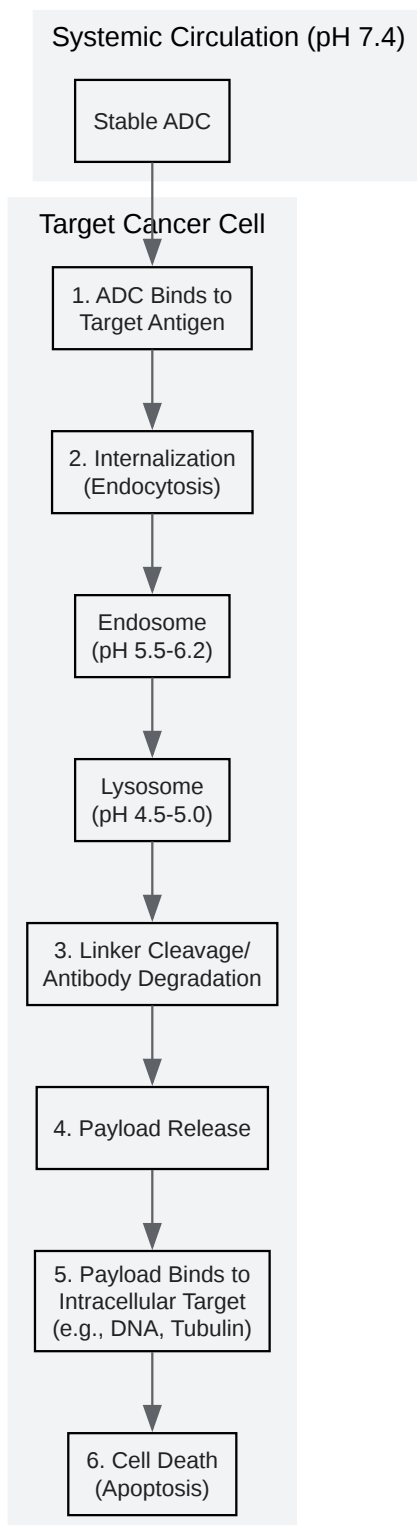 Systemic Circulation (pH 7.4)
Stable ADC
Target Cancer Cell
1. ADC Binds to
Target Antigen
2. Internalization
(Endocytosis)
Endosome
(pH 5.5-6.2)
Lysosome
(pH 4.5-5.0)
3. Linker Cleavage/
Antibody Degradation
4. Payload Release
5. Payload Binds to
Intracellular Target
(e.g., DNA, Tubulin)
6. Cell Death
(Apoptosis)